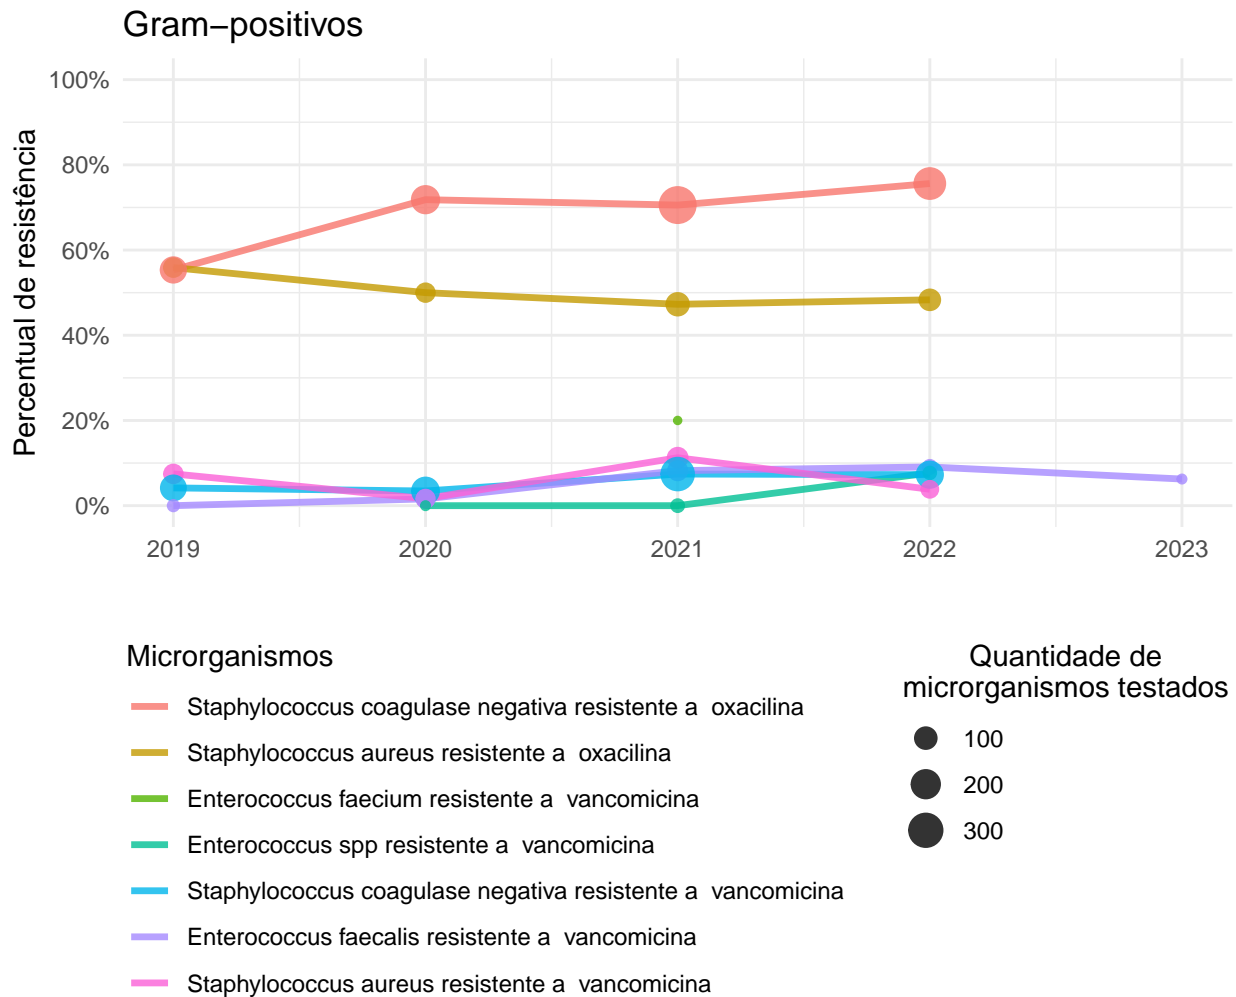 Gram−positivos
Percentual de resistência
100%
80%
60%
40%
20%
0%
2019 2020 2021 2022 2023
Microrganismos
Staphylococcus coagulase negativa resistente a  oxacilina
Staphylococcus aureus resistente a  oxacilina
Enterococcus faecium resistente a  vancomicina
Enterococcus spp resistente a  vancomicina
Staphylococcus coagulase negativa resistente a  vancomicina
Enterococcus faecalis resistente a  vancomicina
Staphylococcus aureus resistente a  vancomicina
Quantidade de
microrganismos testados
100
200
300